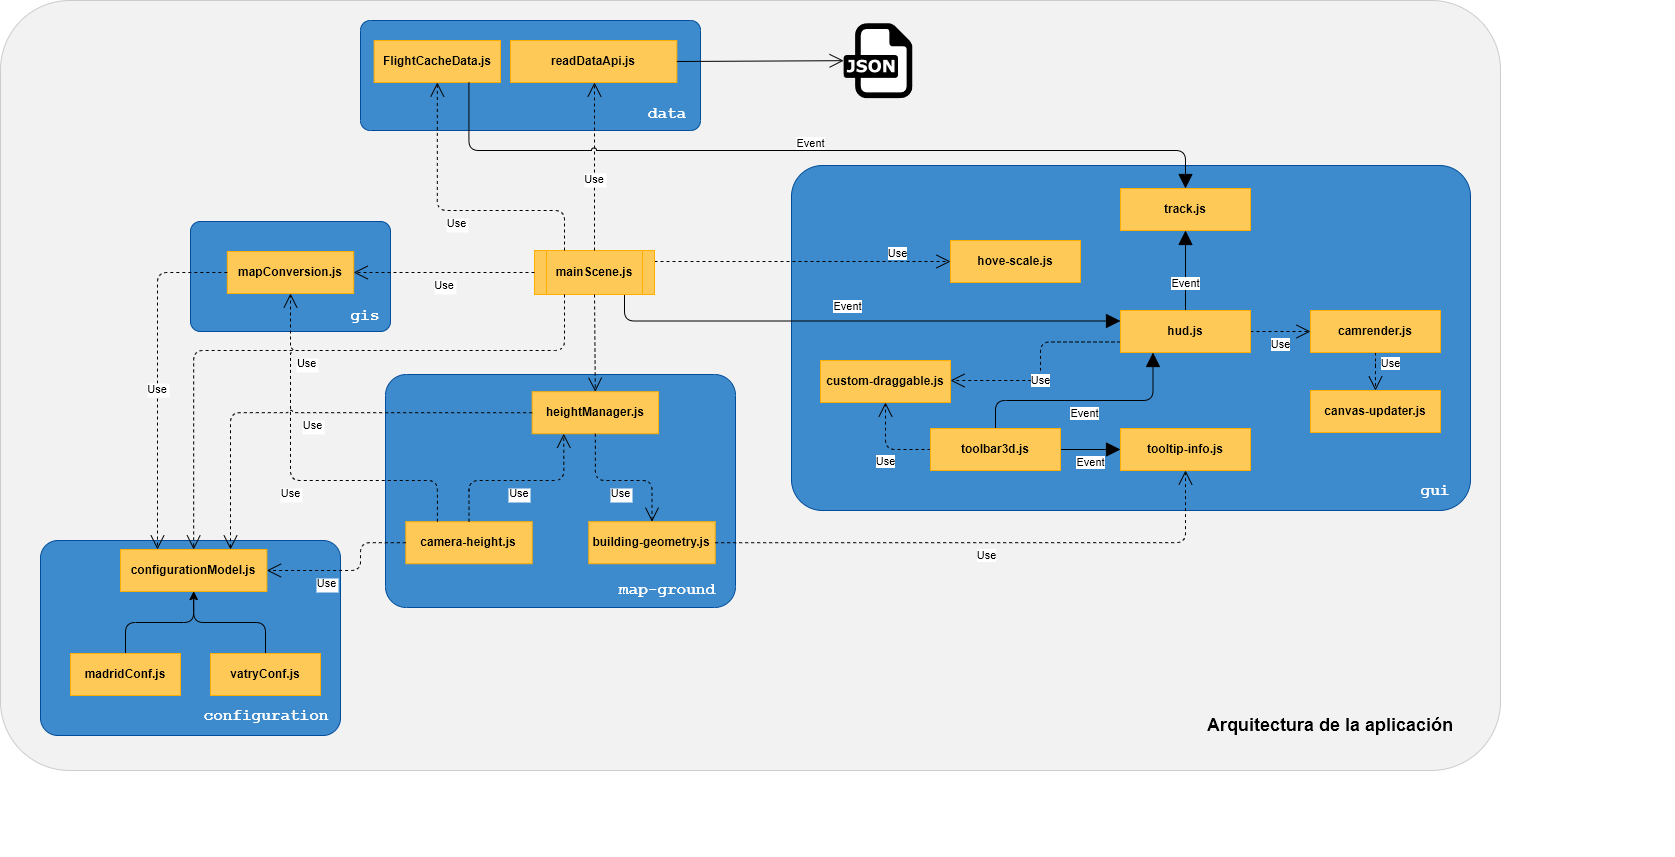 FlightCacheData.js
readDataApi.js
JSON
data
Event
Use
Use
track.js
mapConversion.js
gis
Use
mainScene.js
Use
hove-scale.js
Event
Event
hud.js
Use
camrender.js
Use
canvas-updater.js
custom-draggable.js
Use
Event
toolbar3d.js
Use
Event
tooltip-info.js
gui
Use
Use
Use
Use
heightManager.js
Use
Use
camera-height.js
building-geometry.js
map-ground
Use
Use
configurationModel.js
madridConf.js
vatryConf.js
configuration
Arquitectura de la aplicación